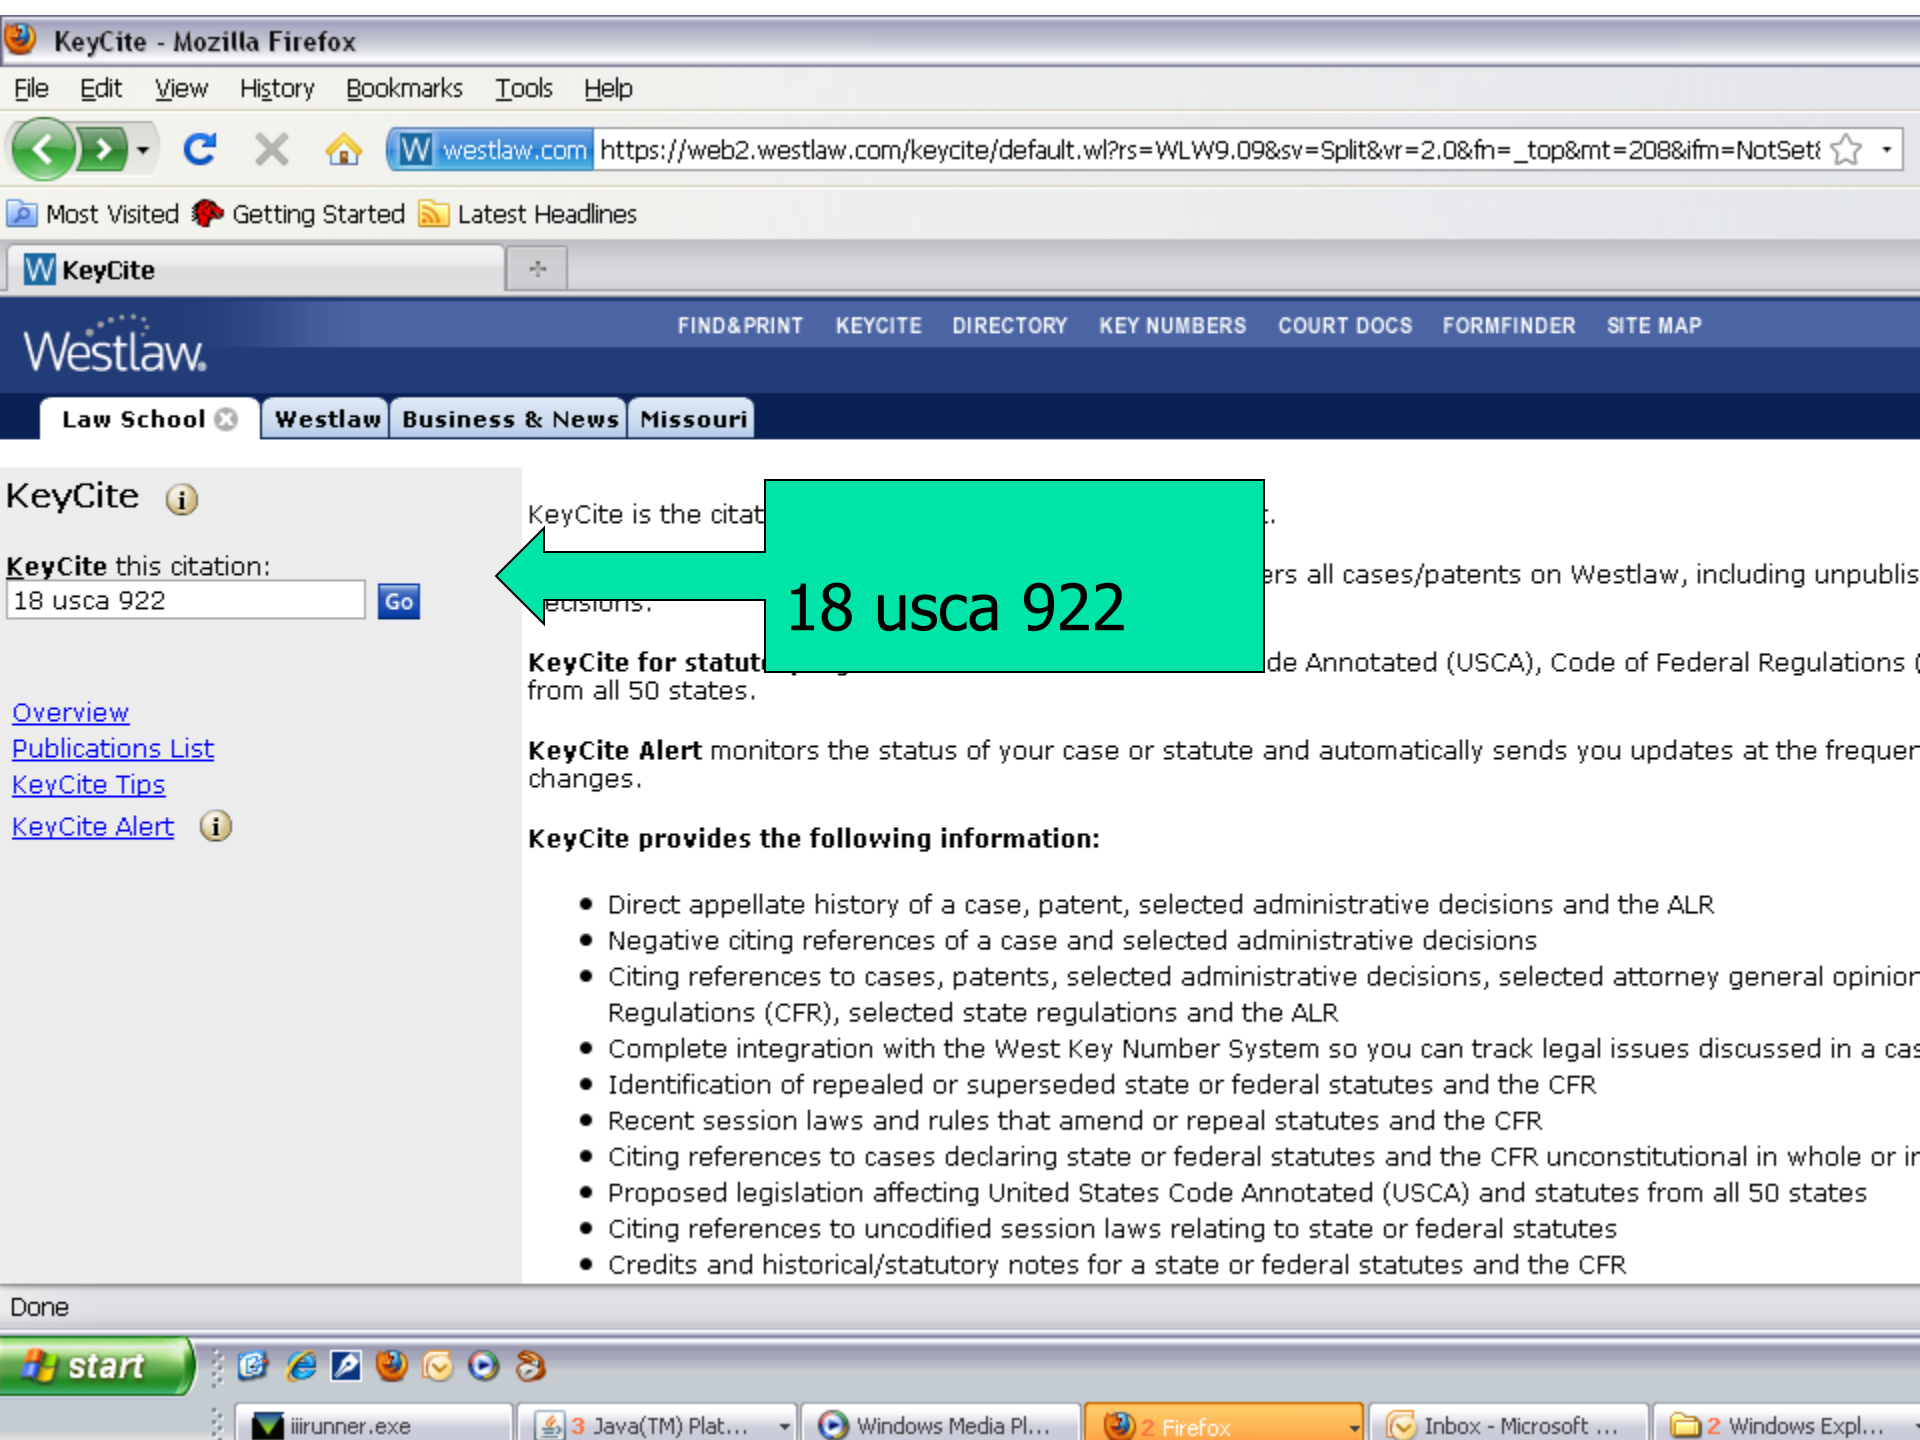 KeyCite - Mozilla Firefox
File Edit View History Bookmarks Tools Help
W westlaw.com https://web2.westlaw.com/keycite/default.wl?rs=WLW9.09&sv=Split&vr=2.0&fn=_top&mt=208&ifm=NotSet&
Most Visited Getting Started Latest Headlines
W KeyCite
Westlaw. FIND&PRINT KEYCITE DIRECTORY KEY NUMBERS COURT DOCS FORMFINDER SITE MAP
Law School Westlaw Business & News Missouri
KeyCite i
KeyCite this citation:
18 usca 922 Go
Overview
Publications List
KeyCite Tips
KeyCite Alert i
KeyCite is the citat
ers all cases/patents on Westlaw, including unpublis
ecisions.
18 usca 922
KeyCite for statut de Annotated (USCA), Code of Federal Regulations
from all 50 states.
KeyCite Alert monitors the status of your case or statute and automatically sends you updates at the frequen
changes.
KeyCite provides the following information:
• Direct appellate history of a case, patent, selected administrative decisions and the ALR
• Negative citing references of a case and selected administrative decisions
• Citing references to cases, patents, selected administrative decisions, selected attorney general opinion
Regulations (CFR), selected state regulations and the ALR
• Complete integration with the West Key Number System so you can track legal issues discussed in a cas
• Identification of repealed or superseded state or federal statutes and the CFR
• Recent session laws and rules that amend or repeal statutes and the CFR
• Citing references to cases declaring state or federal statutes and the CFR unconstitutional in whole or in
• Proposed legislation affecting United States Code Annotated (USCA) and statutes from all 50 states
• Citing references to uncodified session laws relating to state or federal statutes
• Credits and historical/statutory notes for a state or federal statutes and the CFR
Done
start
iiirunner.exe 3 Java(TM) Plat... Windows Media Pl... 2 Firefox Inbox - Microsoft ... 2 Windows Expl...